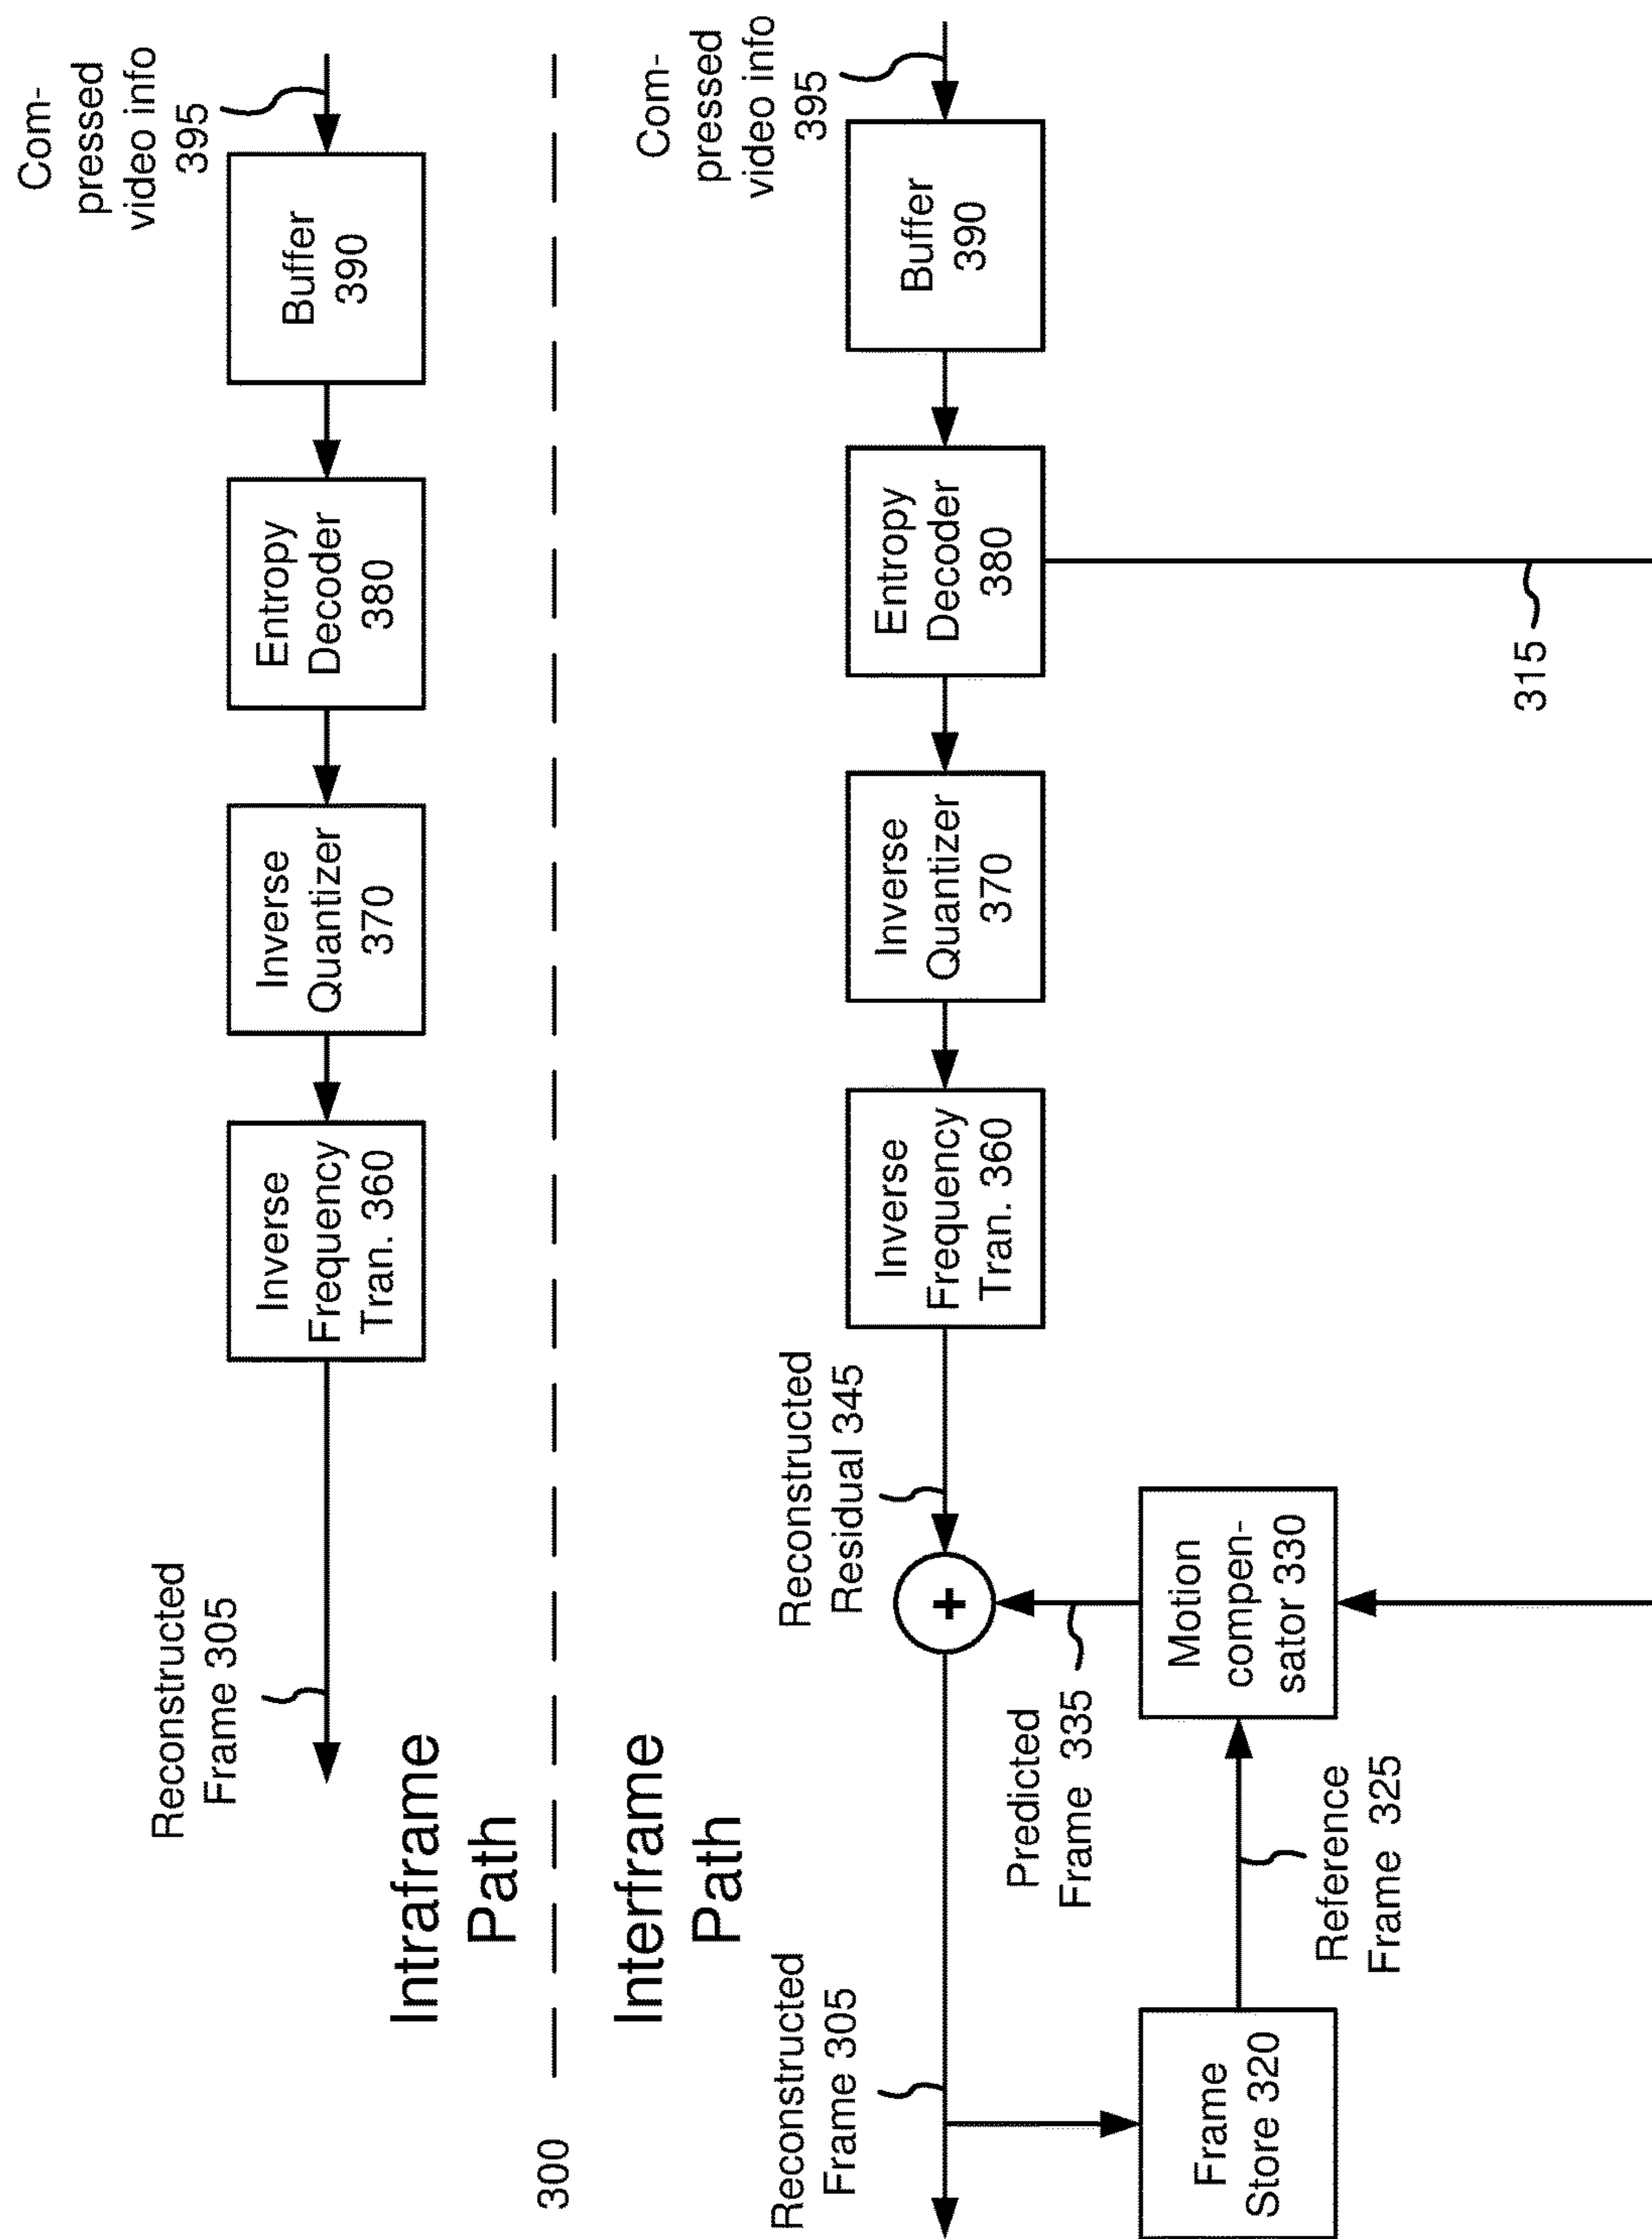 Reconstructed
Frame 305
Inverse
Frequency
Tran. 360
Inverse
Quantizer
370
Entropy
Decoder
380
Buffer
390
Com-
pressed
video info
395
Intraframe
Path
300
Interframe
Path
Reconstructed
Frame 305
Reconstructed
Residual 345
Inverse
Frequency
Tran. 360
Inverse
Quantizer
370
Entropy
Decoder
380
Buffer
390
Com-
pressed
video info
395
+
Predicted
Frame 335
Frame
Store 320
Reference
Frame 325
Motion
compen-
sator 330
315